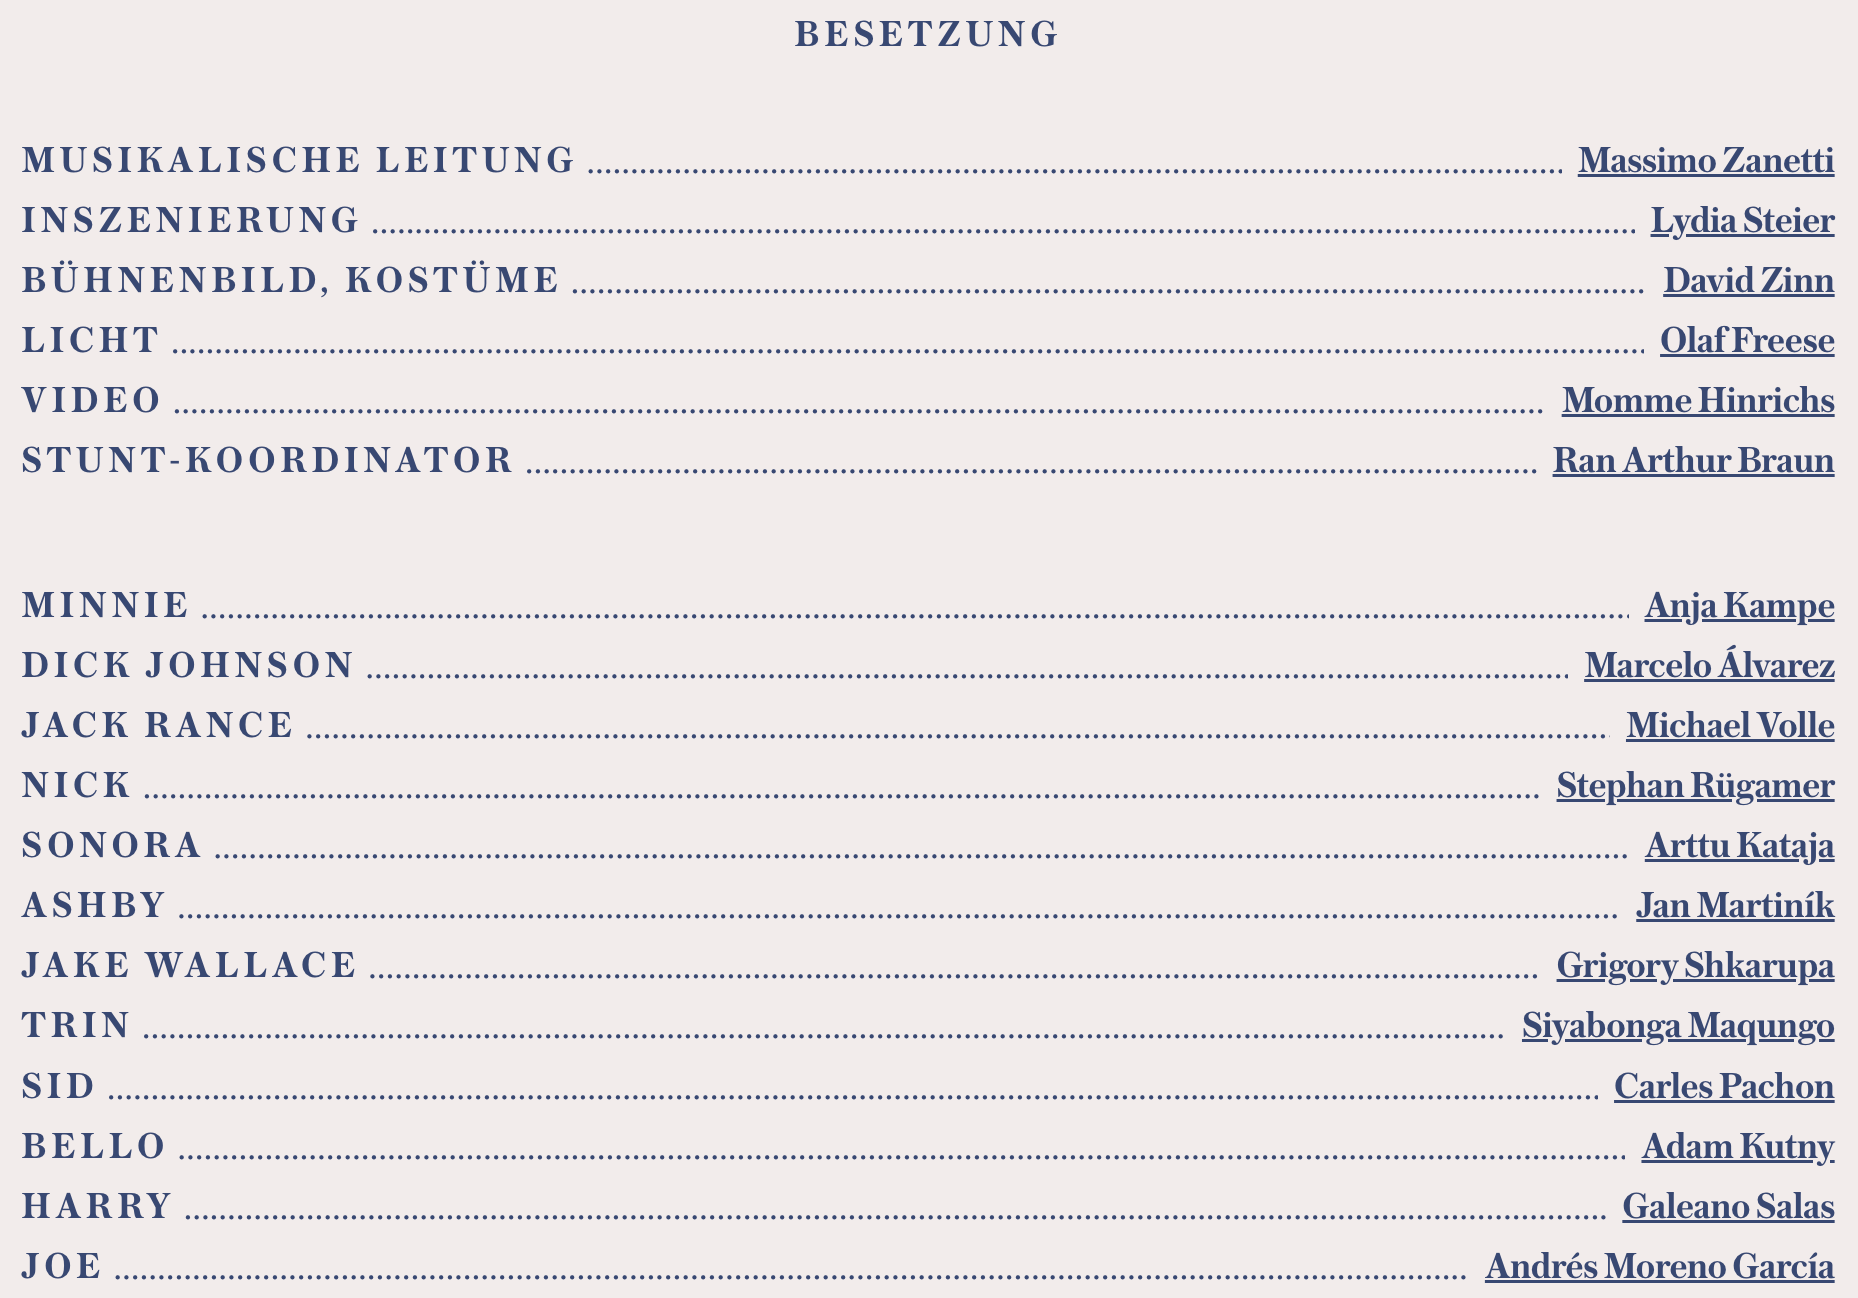 BESETZUNG
MUSIKALISCHE LEITUNG Massimo Zanetti
INSZENIERUNG Lydia Steier
BÜHNENBILD, KOSTÜME David Zinn
LICHT Olaf Freese
VIDEO Momme Hinrichs
STUNT-KOORDINATOR Ran Arthur Braun
MINNIE Anja Kampe
DICK JOHNSON Marcelo Álvarez
JACK RANCE Michael Volle
NICK Stephan Rügamer
SONORA Arttu Kataja
ASHBY Jan Martiník
JAKE WALLACE Grigory Shkarupa
TRIN Siyabonga Maqungo
SID Carles Pachon
BELLO Adam Kutny
HARRY Galeano Salas
JOE Andrés Moreno García